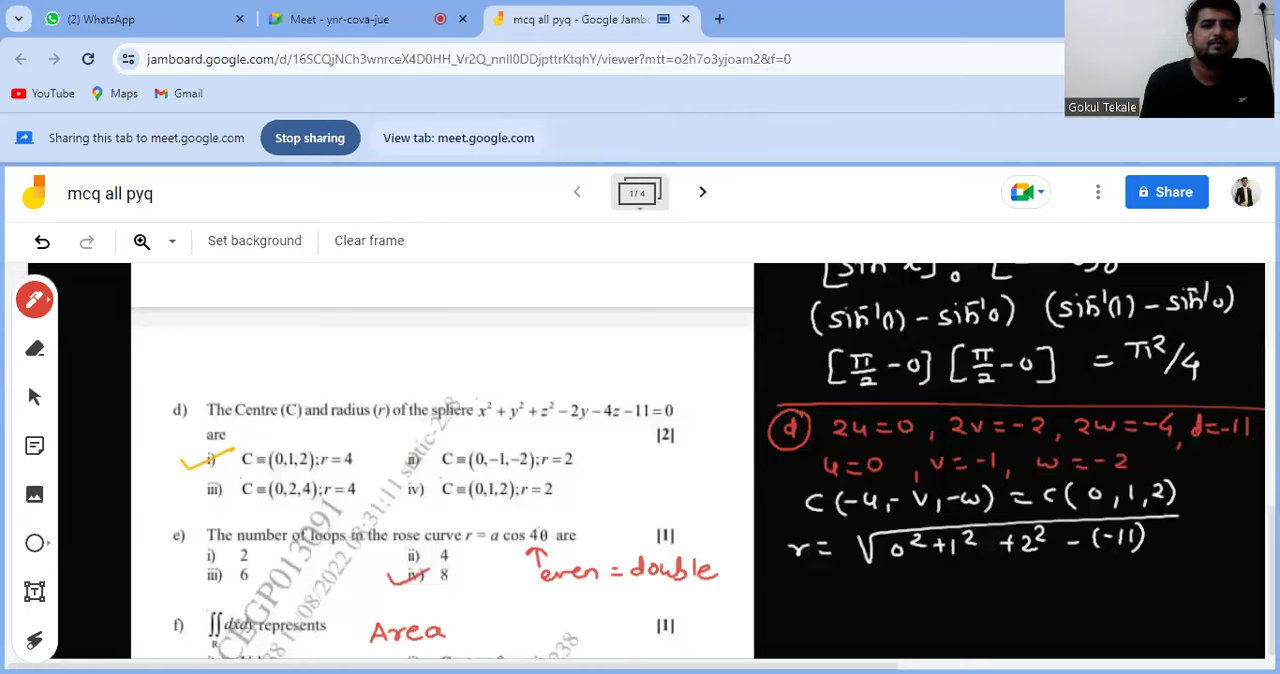 (2) WhatsApp
Meet - ynr-cova-jue
mcq all pyq - Google Jambo
jamboard.google.com/d/16SCQjNCh3wnrceX4D0HH_Vr2Q_nnlI0DDjpttrKtqhY/viewer?mtt=o2h7o3yjoam2&f=0
YouTube Maps Gmail
Gokul Tekale
Sharing this tab to meet.google.com Stop sharing View tab: meet.google.com
mcq all pyq 1/4 Share
Set background Clear frame
(sin⁻¹(1) - sin⁻¹0) (sin⁻¹(1) - sin⁻¹0)
[π/2 - 0] [π/2 - 0] = π²/4
d) The Centre (C) and radius (r) of the sphere x² + y² + z² - 2y - 4z - 11 = 0
are [2]
i) C ≡ (0,1,2); r = 4 ii) C ≡ (0,-1,-2); r = 2
iii) C ≡ (0,2,4); r = 4 iv) C ≡ (0,1,2); r = 2
e) The number of loops in the rose curve r = a cos 4θ are [1]
i) 2 ii) 4
iii) 6 iv) 8
even = double
f) ∬ dxdy represents [1]
R
Area
d 2u=0, 2v=-2, 2w=-4, d=-11
u=0, v=-1, w=-2
C(-u,-v,-w) = C(0,1,2)
r = √0²+1²+2²-(-11)